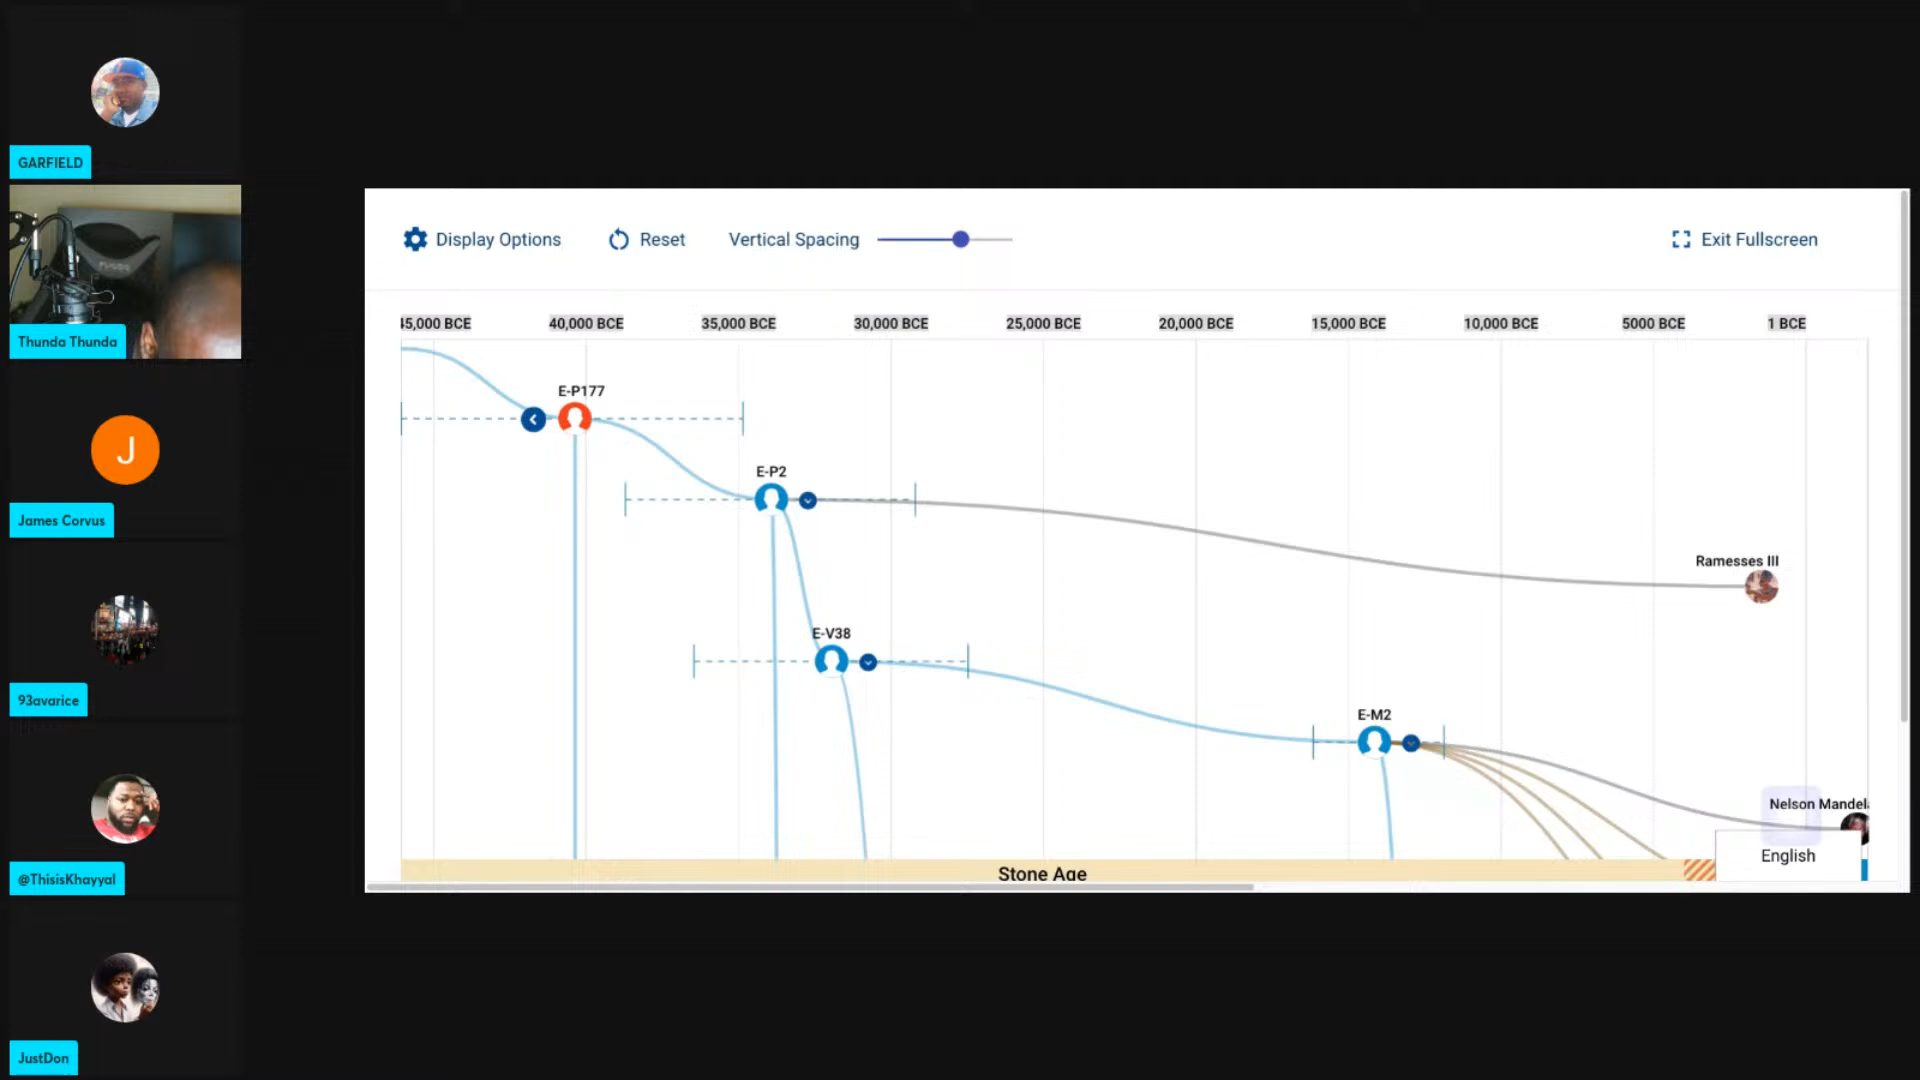 GARFIELD
Thunda Thunda
James Corvus
93avarice
@ThisisKhayyal
JustDon
Display Options
Reset
Vertical Spacing
Exit Fullscreen
45,000 BCE
40,000 BCE
35,000 BCE
30,000 BCE
25,000 BCE
20,000 BCE
15,000 BCE
10,000 BCE
5000 BCE
1 BCE
E-P177
E-P2
Ramesses III
E-V38
E-M2
Nelson Mandela
English
Stone Age
J